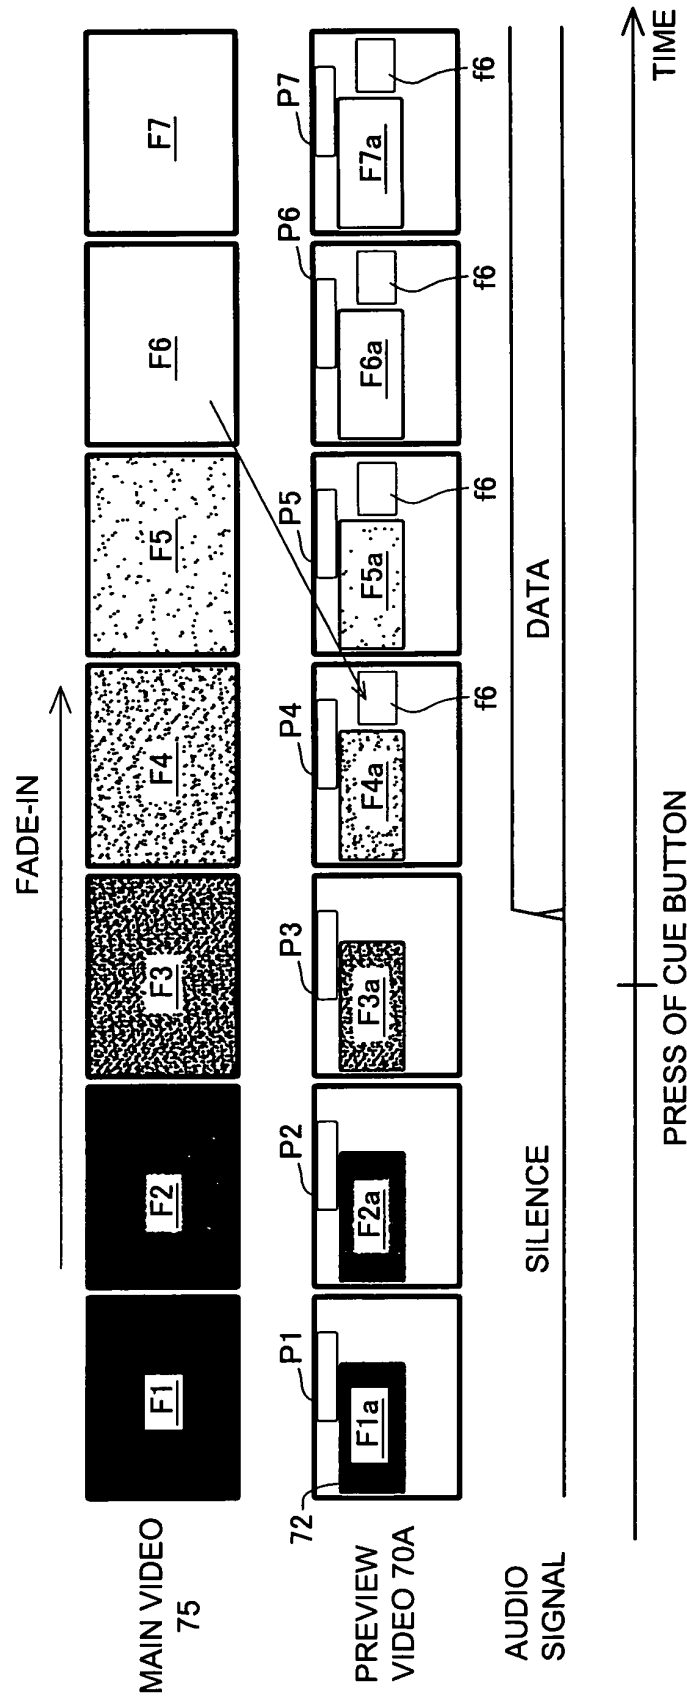 FADE-IN
MAIN VIDEO
75
F1
F2
F3
F4
F5
F6
F7
PREVIEW
VIDEO 70A
72
P1
P2
P3
P4
P5
P6
P7
F1a
F2a
F3a
F4a
F5a
F6a
F7a
f6
f6
f6
f6
AUDIO
SIGNAL
SILENCE
DATA
PRESS OF CUE BUTTON
TIME